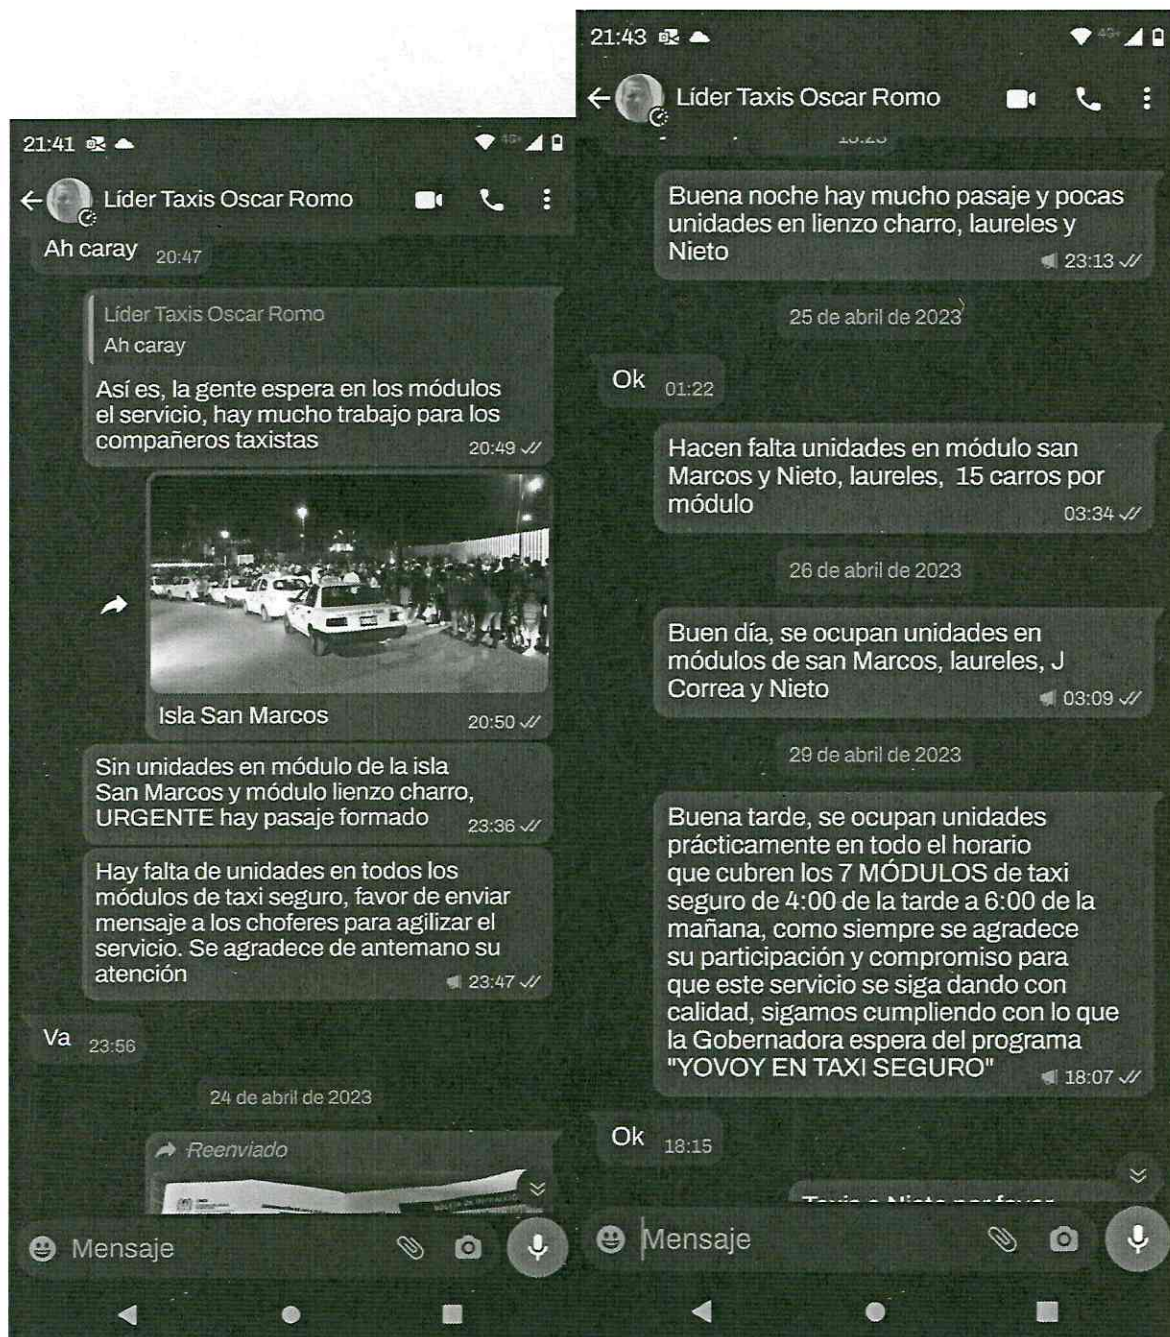 21:41
Líder Taxis Oscar Romo
Ah caray 20:47
Líder Taxis Oscar Romo
Ah caray
Así es, la gente espera en los módulos
el servicio, hay mucho trabajo para los
compañeros taxistas
20:49
Isla San Marcos
20:50
Sin unidades en módulo de la isla
San Marcos y módulo lienzo charro,
URGENTE hay pasaje formado
23:36
Hay falta de unidades en todos los
módulos de taxi seguro, favor de enviar
mensaje a los choferes para agilizar el
servicio. Se agradece de antemano su
atención
23:47
Va 23:56
24 de abril de 2023
Reenviado
Mensaje
21:43
Líder Taxis Oscar Romo
Buena noche hay mucho pasaje y pocas
unidades en lienzo charro, laureles y
Nieto
23:13
25 de abril de 2023
Ok 01:22
Hacen falta unidades en módulo san
Marcos y Nieto, laureles, 15 carros por
módulo
03:34
26 de abril de 2023
Buen día, se ocupan unidades en
módulos de san Marcos, laureles, J
Correa y Nieto
03:09
29 de abril de 2023
Buena tarde, se ocupan unidades
prácticamente en todo el horario
que cubren los 7 MÓDULOS de taxi
seguro de 4:00 de la tarde a 6:00 de la
mañana, como siempre se agradece
su participación y compromiso para
que este servicio se siga dando con
calidad, sigamos cumpliendo con lo que
la Gobernadora espera del programa
"YOVOY EN TAXI SEGURO"
18:07
Ok 18:15
Mensaje